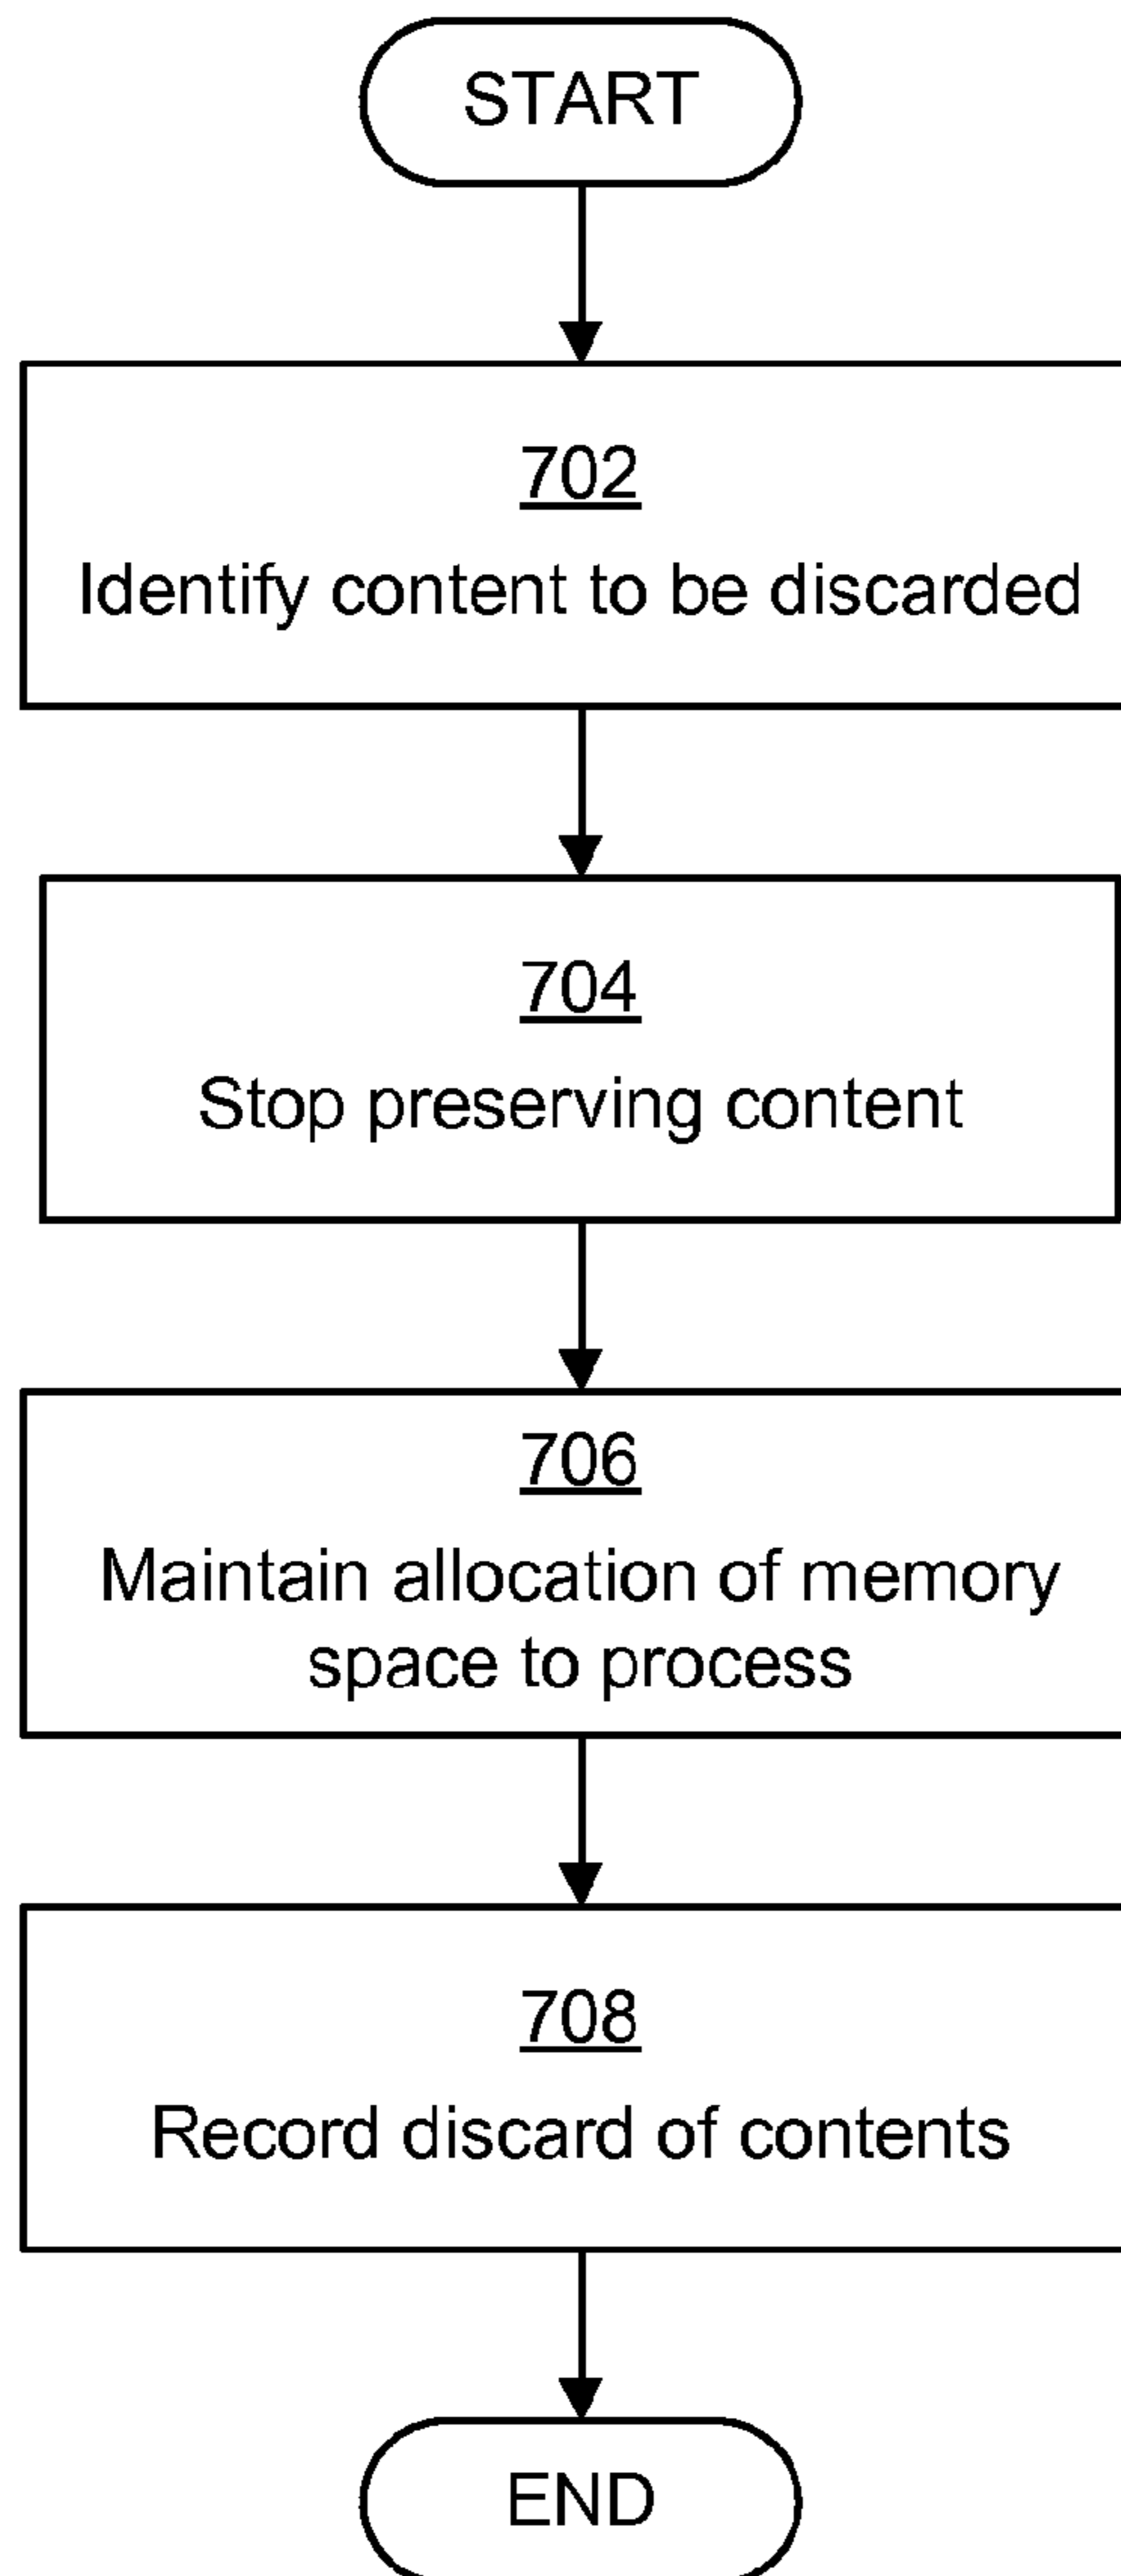 START
702
Identify content to be discarded
704
Stop preserving content
706
Maintain allocation of memory
space to process
708
Record discard of contents
END